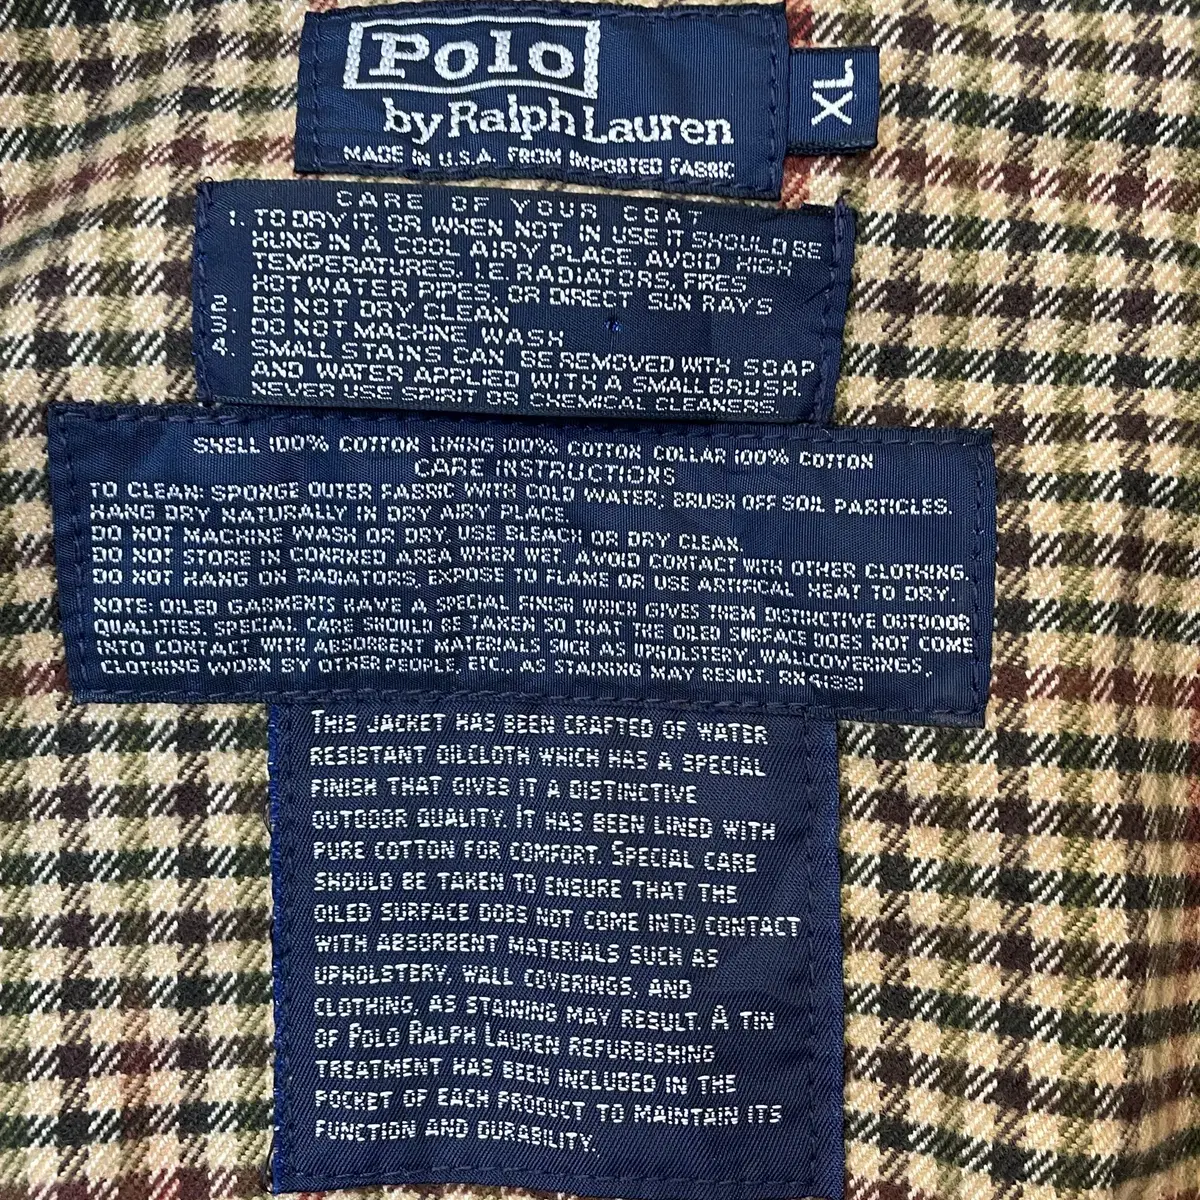 Polo
by Ralph Lauren
MADE IN U.S.A. FROM IMPORTED FABRIC
XL
CARE OF YOUR COAT
1. TO DRY IT, OR WHEN NOT IN USE IT SHOULD BE
HUNG IN A COOL AIRY PLACE. AVOID HIGH
TEMPERATURES, I.E. RADIATORS, FIRES
HOT WATER PIPES, OR DIRECT SUN RAYS
2. DO NOT DRY CLEAN
3. DO NOT MACHINE WASH
4. SMALL STAINS CAN BE REMOVED WITH SOAP
AND WATER APPLIED WITH A SMALL BRUSH.
NEVER USE SPIRIT OR CHEMICAL CLEANERS.
SHELL 100% COTTON LINING 100% COTTON COLLAR 100% COTTON
CARE INSTRUCTIONS
TO CLEAN: SPONGE OUTER FABRIC WITH COLD WATER; BRUSH OFF SOIL PARTICLES.
HANG DRY NATURALLY IN DRY AIRY PLACE
DO NOT MACHINE WASH OR DRY, USE BLEACH OR DRY CLEAN.
DO NOT STORE IN CONFINED AREA WHEN WET. AVOID CONTACT WITH OTHER CLOTHING.
DO NOT HANG ON RADIATORS, EXPOSE TO FLAME OR USE ARTIFICAL HEAT TO DRY.
NOTE: OILED GARMENTS HAVE A SPECIAL FINISH WHICH GIVES THEM DISTINCTIVE OUTDOOR
QUALITIES. SPECIAL CARE SHOULD BE TAKEN SO THAT THE OILED SURFACE DOES NOT COME
INTO CONTACT WITH ABSORBENT MATERIALS SUCH AS UPHOLSTERY, WALLCOVERINGS,
CLOTHING WORN BY OTHER PEOPLE, ETC., AS STAINING MAY RESULT. RN41381
THIS JACKET HAS BEEN CRAFTED OF WATER
RESISTANT OILCLOTH WHICH HAS A SPECIAL
FINISH THAT GIVES IT A DISTINCTIVE
OUTDOOR QUALITY. IT HAS BEEN LINED WITH
PURE COTTON FOR COMFORT. SPECIAL CARE
SHOULD BE TAKEN TO ENSURE THAT THE
OILED SURFACE DOES NOT COME INTO CONTACT
WITH ABSORBENT MATERIALS SUCH AS
UPHOLSTERY, WALL COVERINGS, AND
CLOTHING, AS STAINING MAY RESULT. A TIN
OF POLO RALPH LAUREN REFURBISHING
TREATMENT HAS BEEN INCLUDED IN THE
POCKET OF EACH PRODUCT TO MAINTAIN ITS
FUNCTION AND DURABILITY.